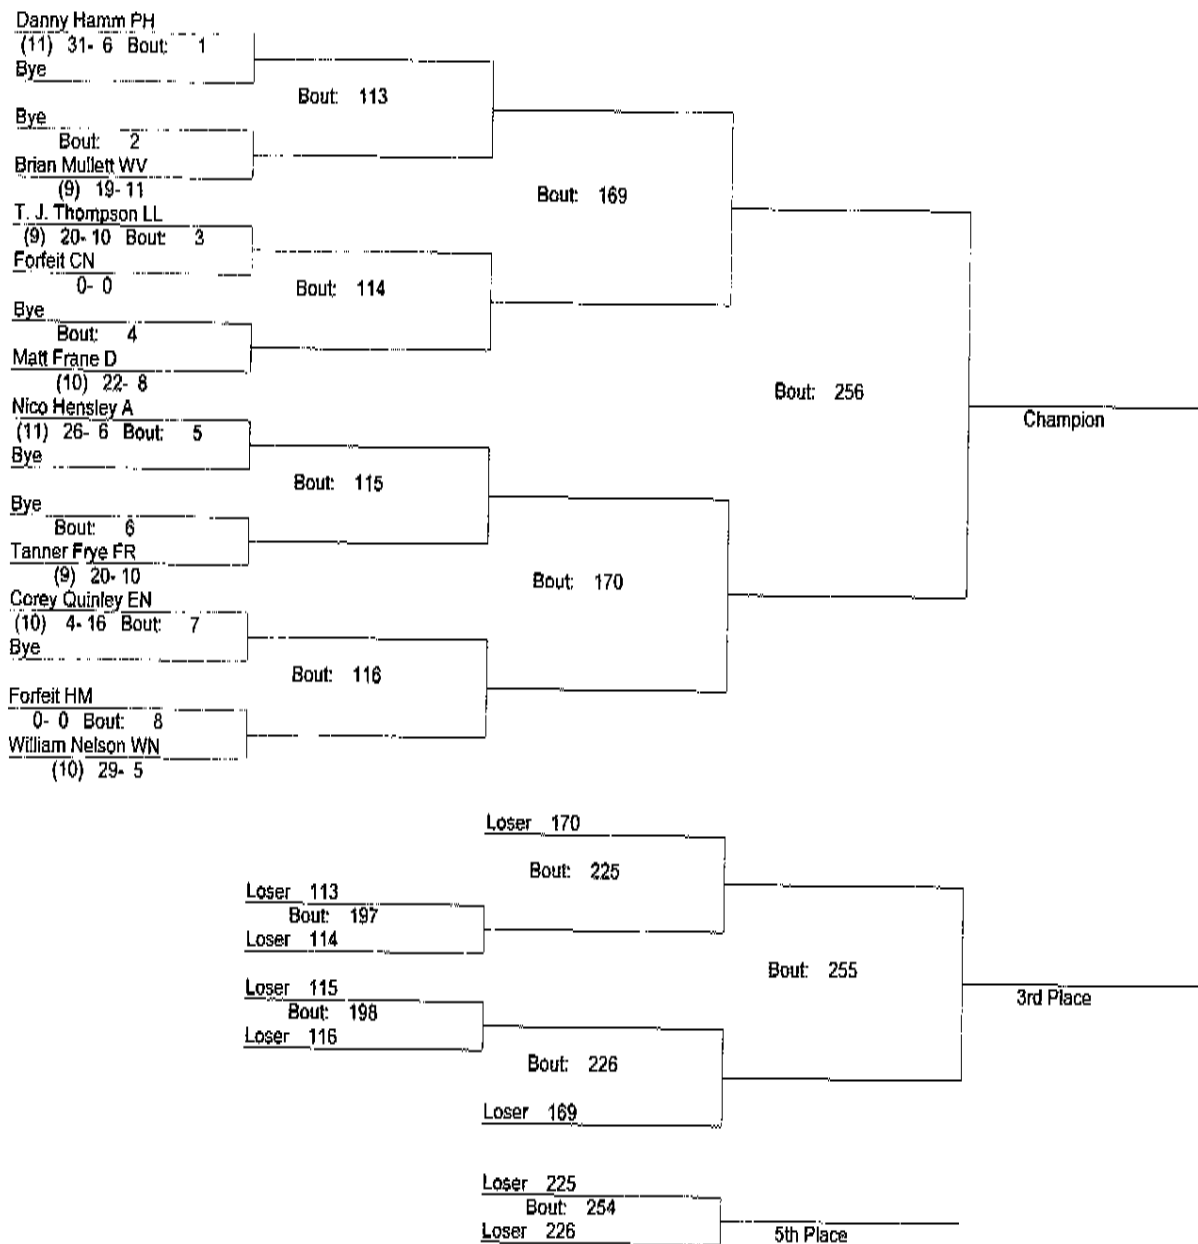 Danny Hamm PH
(11) 31- 6 Bout: 1
Bye
Bout: 113
Bye
Bout: 2
Brian Mullett WV
(9) 19- 11
Bout: 169
T. J. Thompson LL
(9) 20- 10 Bout: 3
Forfeit CN
0- 0
Bout: 114
Bye
Bout: 4
Matt Frane D
(10) 22- 8
Bout: 256
Champion
Nico Hensley A
(11) 26- 6 Bout: 5
Bye
Bout: 115
Bye
Bout: 6
Tanner Frye FR
(9) 20- 10
Bout: 170
Corey Quinley EN
(10) 4- 16 Bout: 7
Bye
Bout: 116
Forfeit HM
0- 0 Bout: 8
William Nelson WN
(10) 29- 5
Loser 170
Bout: 225
Loser 113
Bout: 197
Loser 114
Bout: 255
3rd Place
Loser 115
Bout: 198
Loser 116
Bout: 226
Loser 169
Loser 225
Bout: 254
Loser 226
5th Place